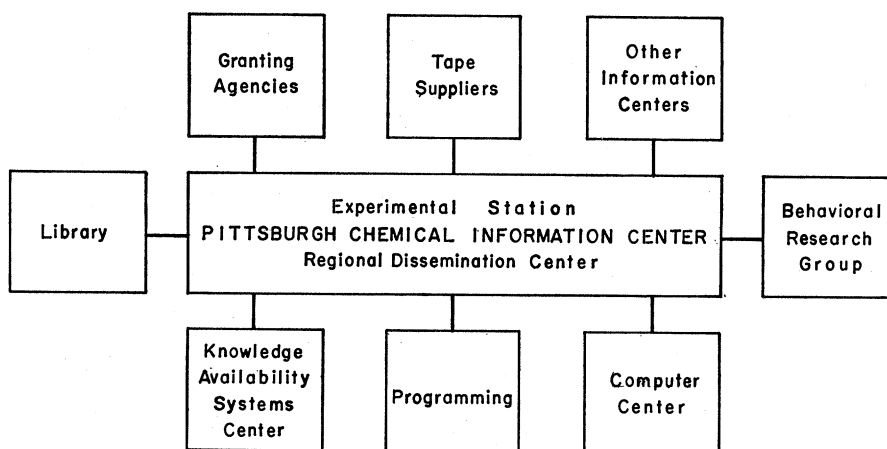 Granting
Agencies
Tape
Suppliers
Other
Information
Centers
Library
Experimental Station
PITTSBURGH CHEMICAL INFORMATION CENTER
Regional Dissemination Center
Behavioral
Research
Group
Knowledge
Availability
Systems
Center
Programming
Computer
Center